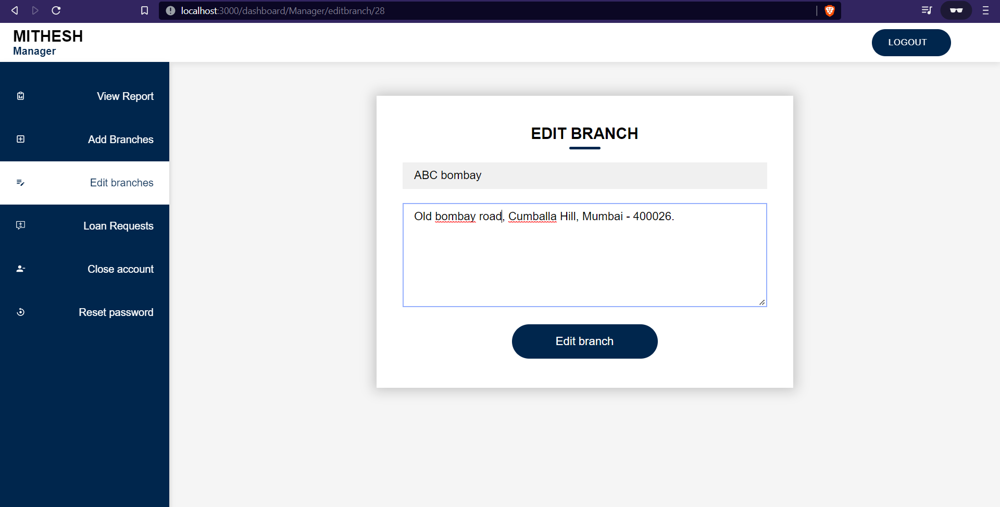 localhost:3000/dashboard/Manager/editbranch/28
MITHESH
Manager
LOGOUT
View Report
Add Branches
Edit branches
Loan Requests
Close account
Reset password
EDIT BRANCH
ABC bombay
Old bombay road, Cumballa Hill, Mumbai - 400026.
Edit branch